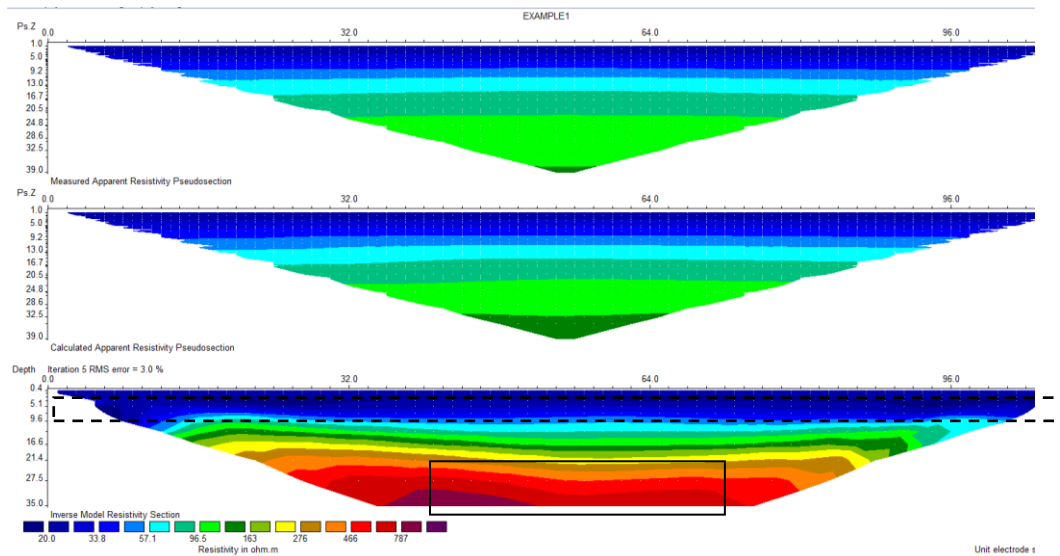 EXAMPLE1
Ps.Z 0.0 32.0 64.0 96.0
1.0
5.0
9.2
13.0
16.7
20.5
24.8
28.6
32.5
39.0
Measured Apparent Resistivity Pseudosection
Ps.Z 0.0 32.0 64.0 96.0
1.0
5.0
9.2
13.0
16.7
20.5
24.8
28.6
32.5
39.0
Calculated Apparent Resistivity Pseudosection
Depth Iteration 5 RMS error = 3.0 %
0.0 32.0 64.0 96.0
0.4
5.1
9.6
16.6
21.5
27.5
35.0
Inverse Model Resistivity Section
20.0 33.8 57.1 96.5 163 276 466 787
Resistivity in ohm.m Unit electrode s